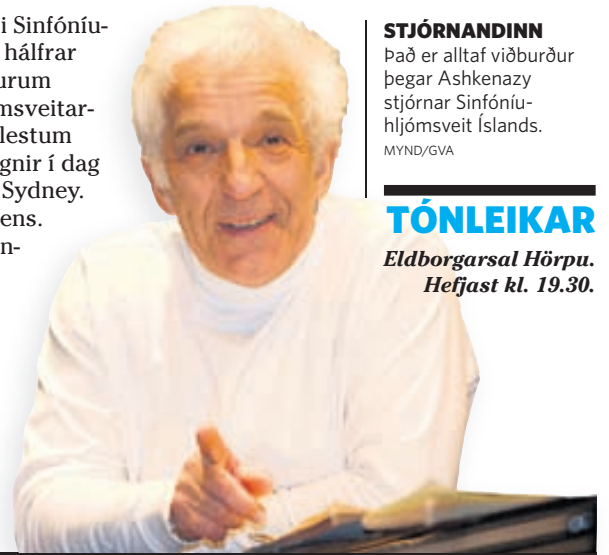 i Sinfóníu-
hálfrar
urum
msveitar-
lestum
gnir í dag
Sydney.
ens.
n-
STJÓRNANDINN
Það er alltaf viðburður
þegar Ashkenazy
stjórnar Sinfóníu-
hljómsveit Íslands.
MYND/GVA
TÓNLEIKAR
Eldborgarsal Hörpu.
Hefjast kl. 19.30.